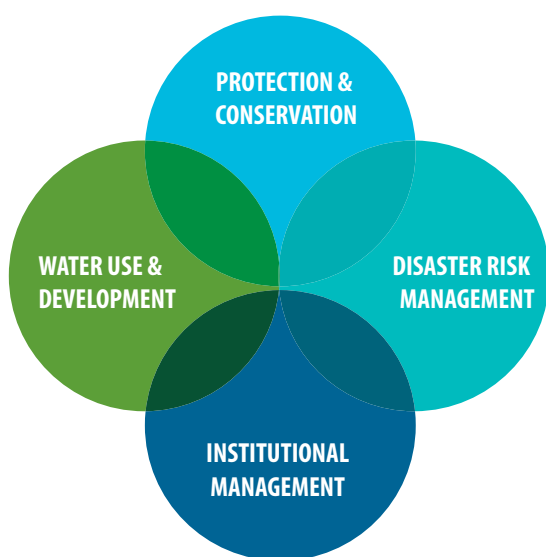 PROTECTION &
CONSERVATION
WATER USE &
DEVELOPMENT
DISASTER RISK
MANAGEMENT
INSTITUTIONAL
MANAGEMENT